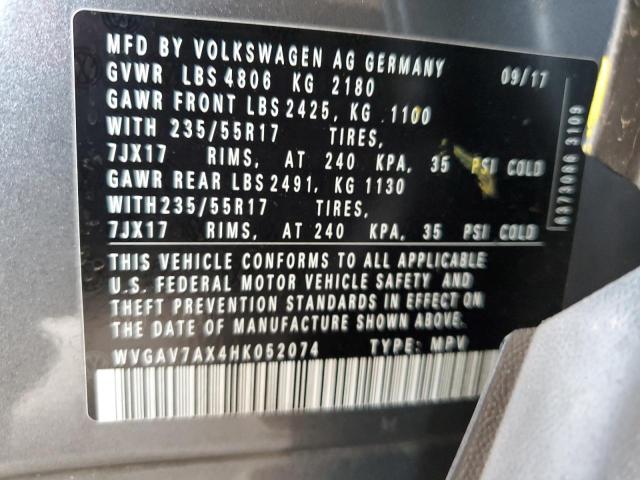 MFD BY VOLKSWAGEN AG GERMANY 09/17
GVWR LBS 4806 KG 2180
GAWR FRONT LBS 2425, KG .1100
WITH 235/55R17 TIRES,
7JX17 RIMS, AT 240 KPA, 35 PSI COLD
GAWR REAR LBS 2491, KG 1130
WITH 235/55R17 TIRES,
7JX17 RIMS, AT 240 KPA, 35 PSI COLD
THIS VEHICLE CONFORMS TO ALL APPLICABLE
U.S. FEDERAL MOTOR VEHICLE SAFETY AND
THEFT PREVENTION STANDARDS IN EFFECT ON
THE DATE OF MANUFACTURE SHOWN ABOVE.
WVGAV7AX4HK052074 TYPE: MPV